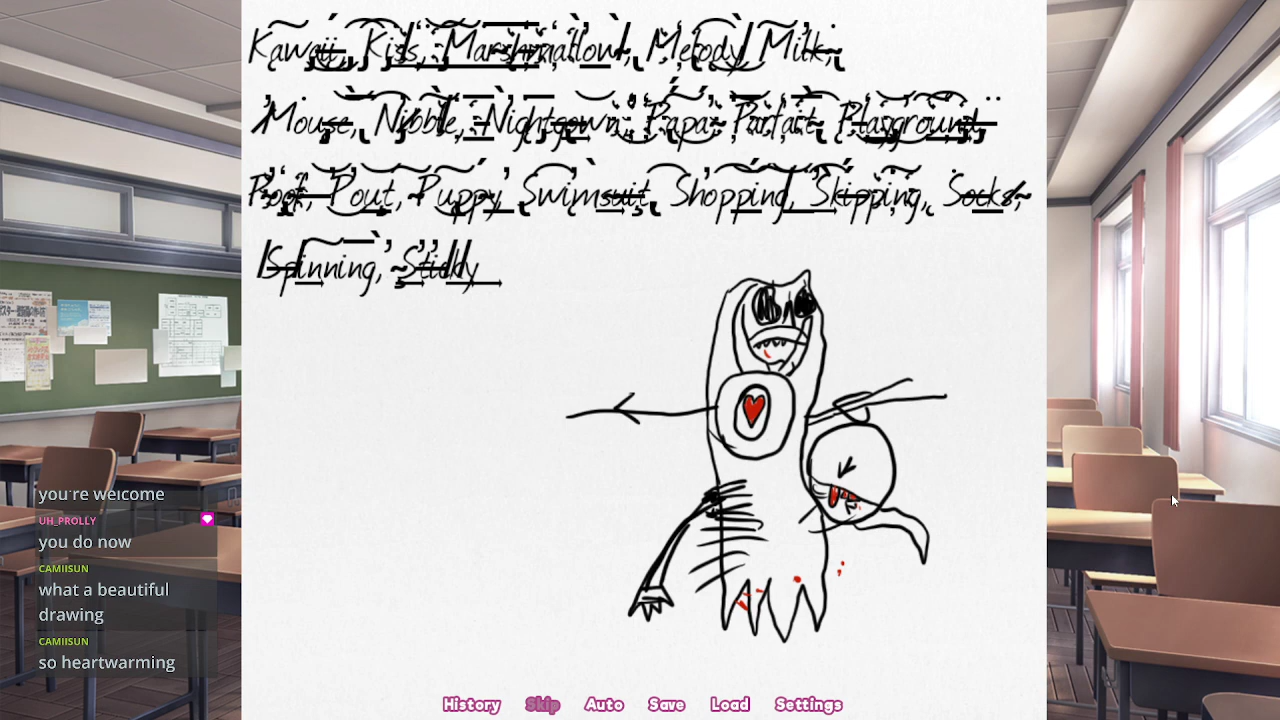 Kawaii, Kiss, Marshmallow, Melody, Milk,
Mouse, Nibble, Nightgown, Papa, Parfait, Playground,
Poof, Pout, Puppy, Swimsuit, Shopping, Skipping, Socks,
Spinning, Sticky
you're welcome
UH_PROLLY
you do now
CAMIISUN
what a beautiful
drawing
CAMIISUN
so heartwarming
History Skip Auto Save Load Settings